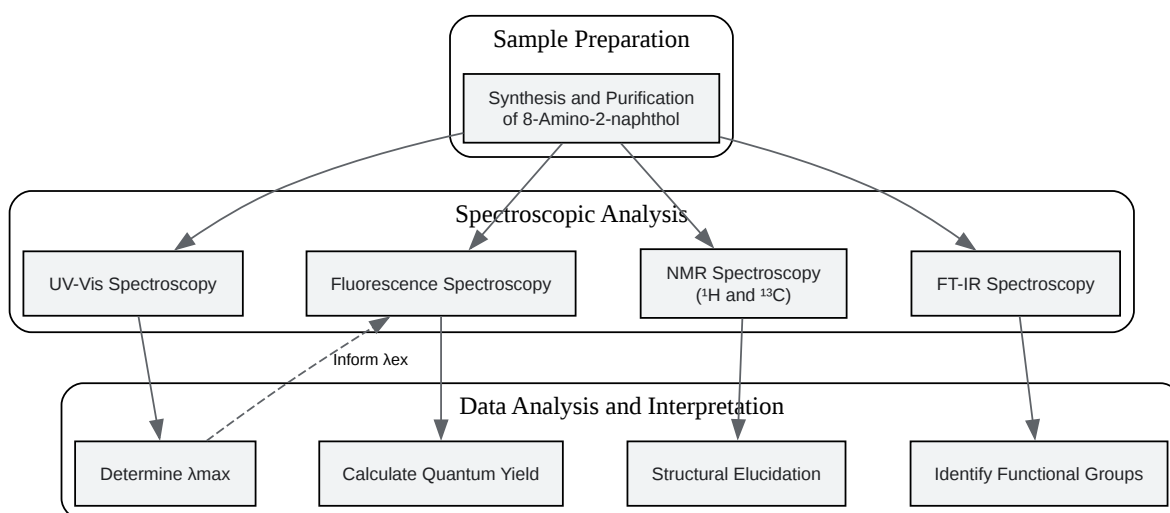 Sample Preparation
Synthesis and Purification
of 8-Amino-2-naphthol
Spectroscopic Analysis
UV-Vis Spectroscopy
Fluorescence Spectroscopy
NMR Spectroscopy
(¹H and ¹³C)
FT-IR Spectroscopy
Inform λex
Data Analysis and Interpretation
Determine λmax
Calculate Quantum Yield
Structural Elucidation
Identify Functional Groups